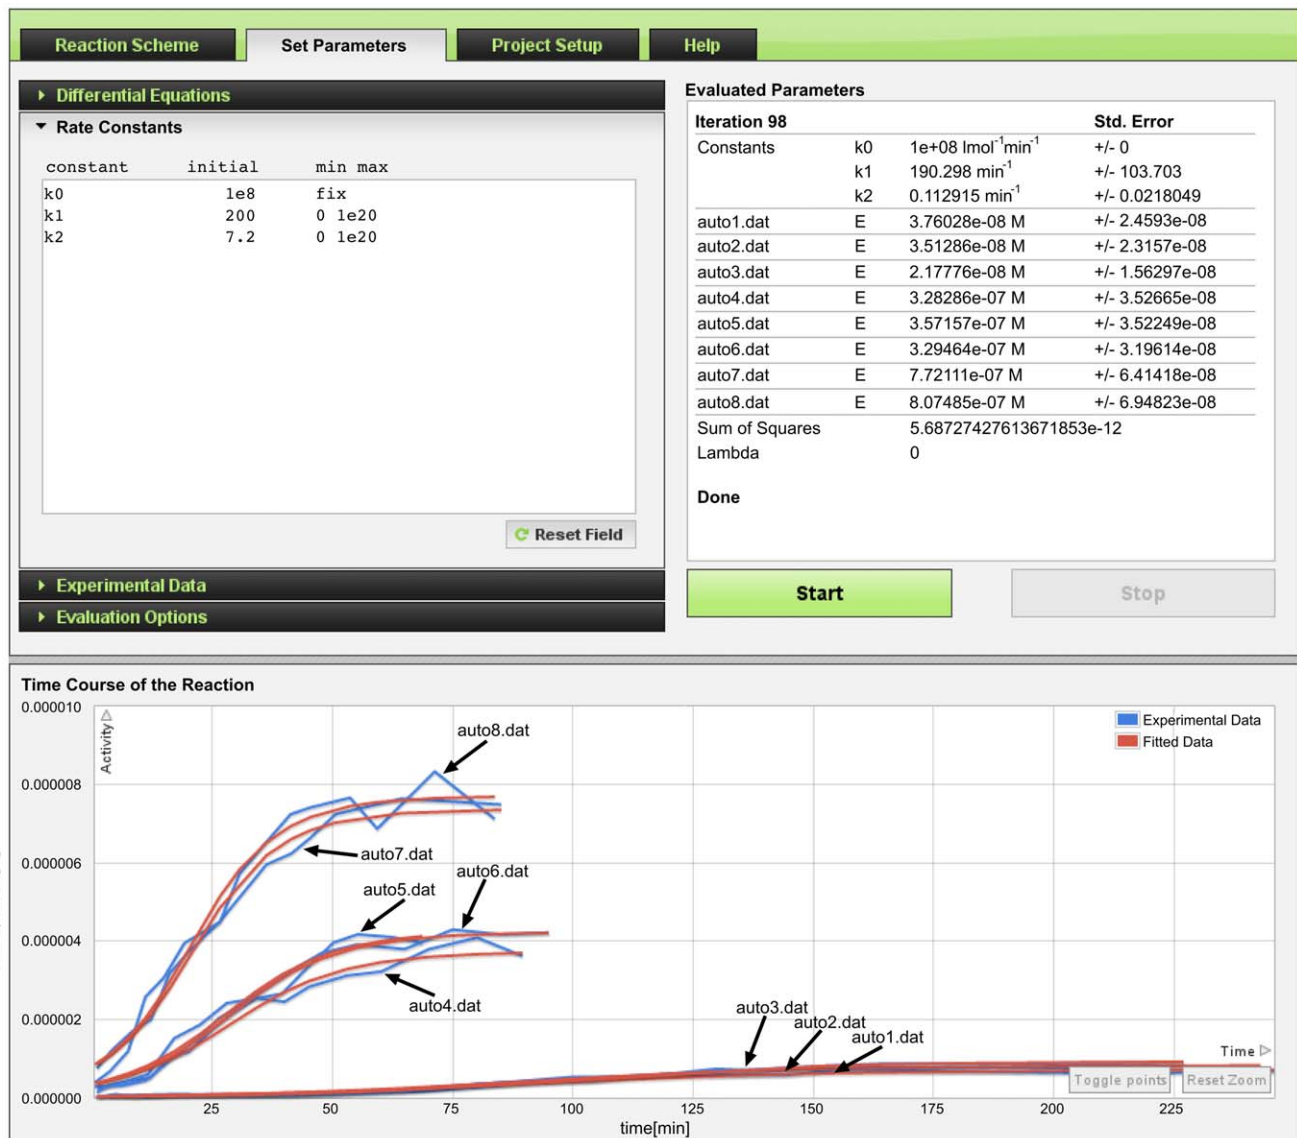 Reaction Scheme Set Parameters Project Setup Help
Differential Equations
Rate Constants
constant initial min max
k0 1e8 fix
k1 200 0 1e20
k2 7.2 0 1e20
Reset Field
Experimental Data
Evaluation Options
Evaluated Parameters
Iteration 98 Std. Error
Constants k0 1e+08 lmol⁻¹min⁻¹ +/- 0
k1 190.298 min⁻¹ +/- 103.703
k2 0.112915 min⁻¹ +/- 0.0218049
auto1.dat E 3.76028e-08 M +/- 2.4593e-08
auto2.dat E 3.51286e-08 M +/- 2.3157e-08
auto3.dat E 2.17776e-08 M +/- 1.56297e-08
auto4.dat E 3.28286e-07 M +/- 3.52665e-08
auto5.dat E 3.57157e-07 M +/- 3.52249e-08
auto6.dat E 3.29464e-07 M +/- 3.19614e-08
auto7.dat E 7.72111e-07 M +/- 6.41418e-08
auto8.dat E 8.07485e-07 M +/- 6.94823e-08
Sum of Squares 5.68727427613671853e-12
Lambda 0
Done
Start Stop
Time Course of the Reaction
0.000010
Activity
Experimental Data
Fitted Data
auto8.dat
0.000008
auto7.dat
0.000006
auto6.dat
auto5.dat
0.000004
auto4.dat
0.000002
auto3.dat
auto2.dat
auto1.dat
Time
Toggle points Reset Zoom
0.000000
25 50 75 100 125 150 175 200 225
time[min]